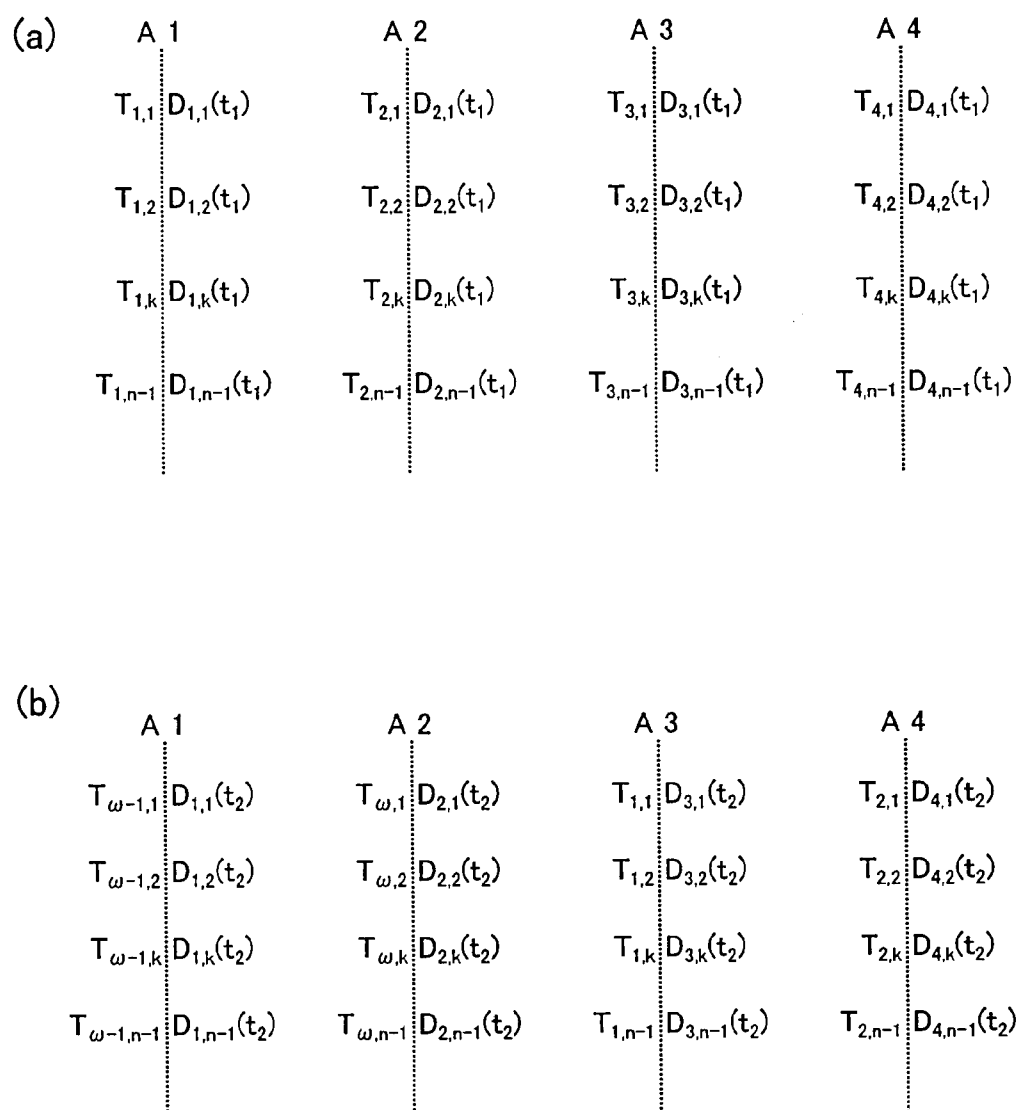 (a) A 1 A 2 A 3 A 4
T1,1 D1,1(t1) T2,1 D2,1(t1) T3,1 D3,1(t1) T4,1 D4,1(t1)
T1,2 D1,2(t1) T2,2 D2,2(t1) T3,2 D3,2(t1) T4,2 D4,2(t1)
T1,k D1,k(t1) T2,k D2,k(t1) T3,k D3,k(t1) T4,k D4,k(t1)
T1,n-1 D1,n-1(t1) T2,n-1 D2,n-1(t1) T3,n-1 D3,n-1(t1) T4,n-1 D4,n-1(t1)
(b) A 1 A 2 A 3 A 4
Tω-1,1 D1,1(t2) Tω,1 D2,1(t2) T1,1 D3,1(t2) T2,1 D4,1(t2)
Tω-1,2 D1,2(t2) Tω,2 D2,2(t2) T1,2 D3,2(t2) T2,2 D4,2(t2)
Tω-1,k D1,k(t2) Tω,k D2,k(t2) T1,k D3,k(t2) T2,k D4,k(t2)
Tω-1,n-1 D1,n-1(t2) Tω,n-1 D2,n-1(t2) T1,n-1 D3,n-1(t2) T2,n-1 D4,n-1(t2)